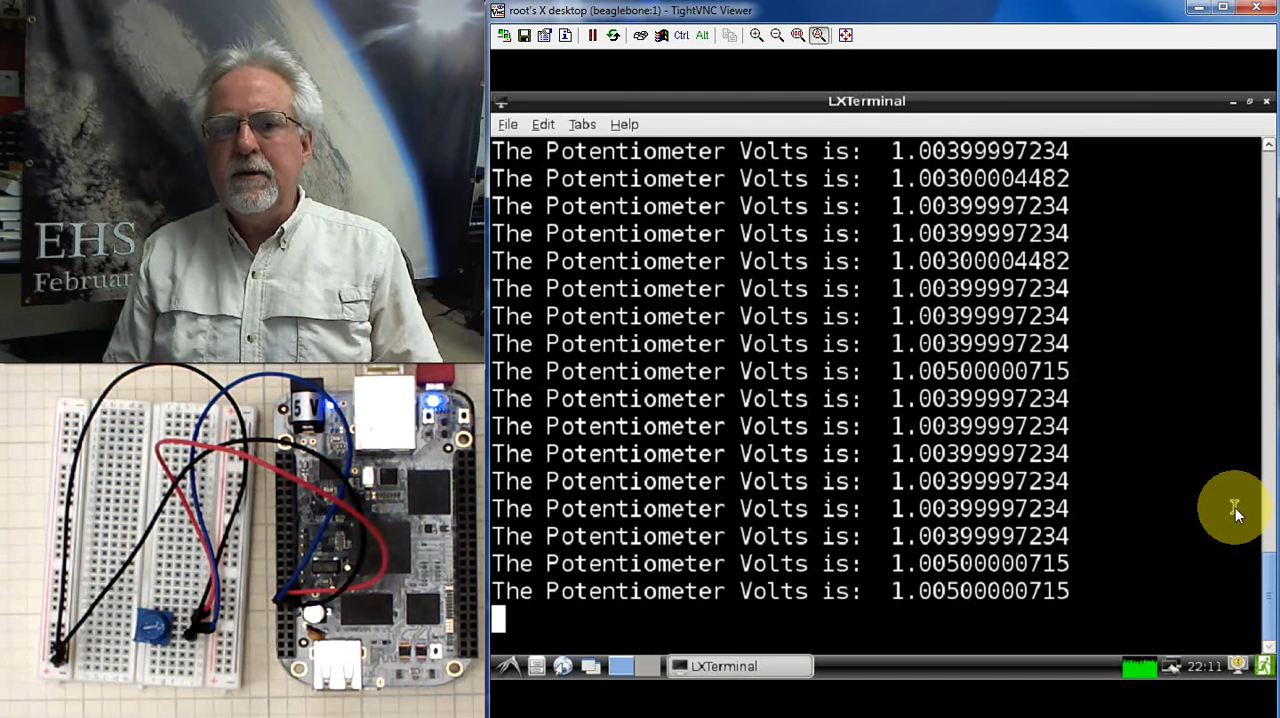 root's X desktop (beaglebone:1) - TightVNC Viewer
Ctrl Alt
LXTerminal
File Edit Tabs Help
The Potentiometer Volts is: 1.00399997234
The Potentiometer Volts is: 1.00300004482
The Potentiometer Volts is: 1.00399997234
The Potentiometer Volts is: 1.00399997234
The Potentiometer Volts is: 1.00300004482
The Potentiometer Volts is: 1.00399997234
The Potentiometer Volts is: 1.00399997234
The Potentiometer Volts is: 1.00399997234
The Potentiometer Volts is: 1.00500000715
The Potentiometer Volts is: 1.00399997234
The Potentiometer Volts is: 1.00399997234
The Potentiometer Volts is: 1.00399997234
The Potentiometer Volts is: 1.00399997234
The Potentiometer Volts is: 1.00399997234
The Potentiometer Volts is: 1.00399997234
The Potentiometer Volts is: 1.00500000715
The Potentiometer Volts is: 1.00500000715
LXTerminal
22:11
EHS
Februar
5 V